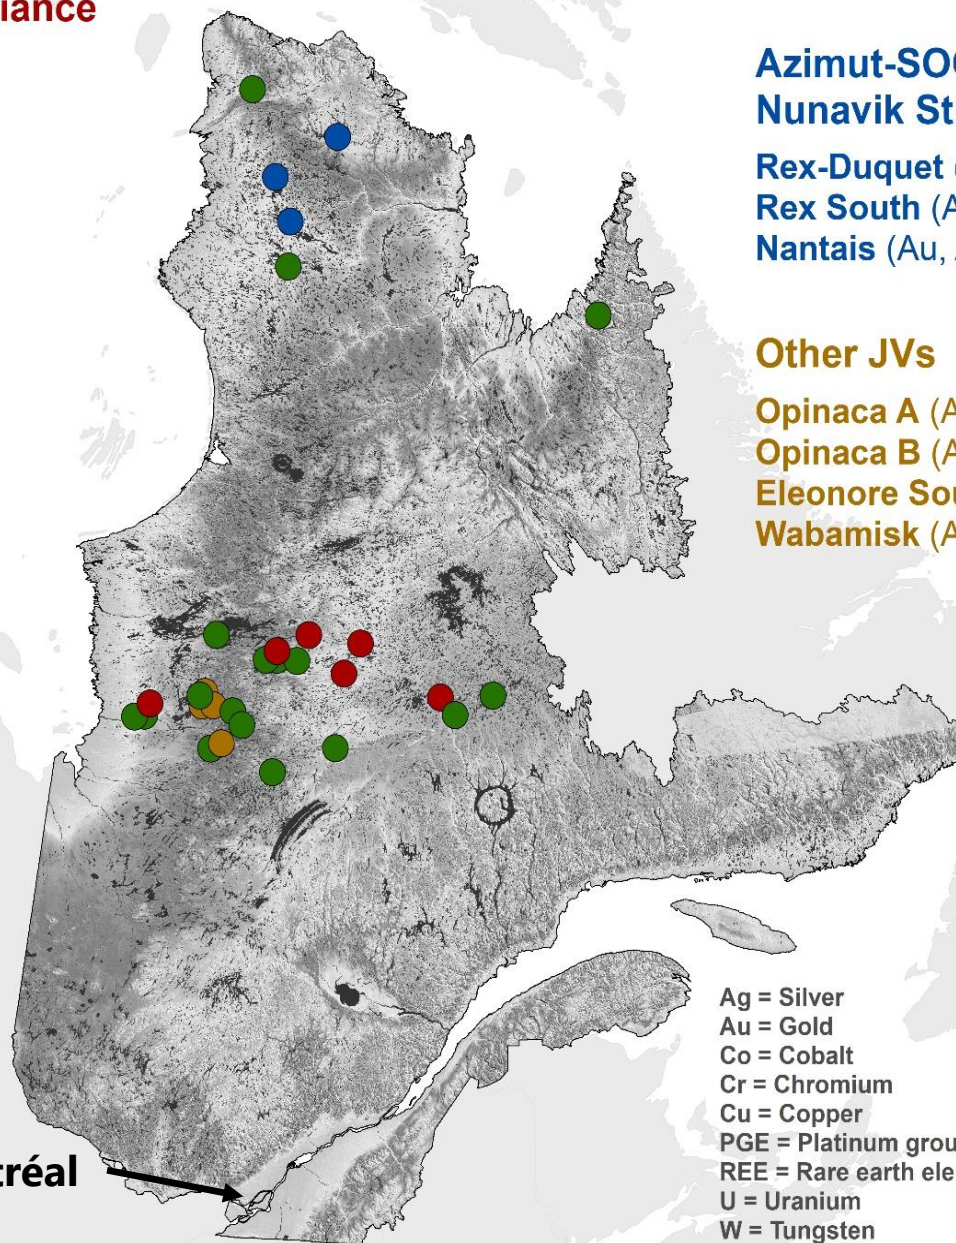 iance
Azimut-SO
Nunavik St
Rex-Duquet
Rex South (A
Nantais (Au,
Other JVs
Opinaca A (A
Opinaca B (A
Eleonore Sou
Wabamisk (A
Ag = Silver
Au = Gold
Co = Cobalt
Cr = Chromium
Cu = Copper
PGE = Platinum grou
REE = Rare earth ele
U = Uranium
W = Tungsten
tréal